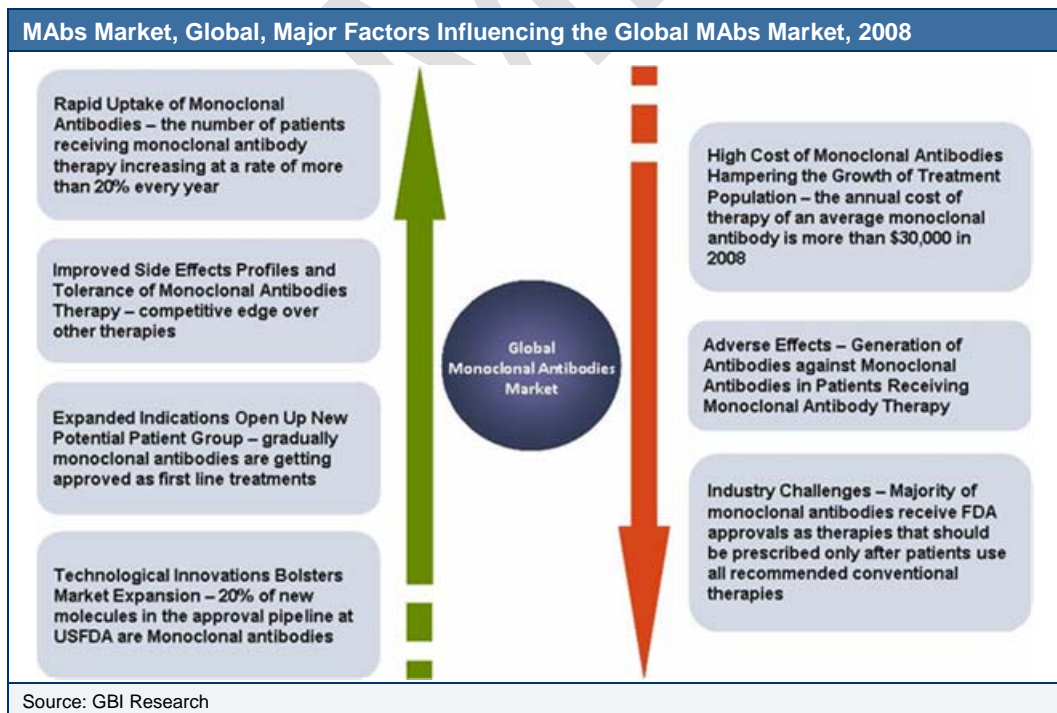 MAbs Market, Global, Major Factors Influencing the Global MAbs Market, 2008
Rapid Uptake of Monoclonal
Antibodies – the number of patients
receiving monoclonal antibody
therapy increasing at a rate of more
than 20% every year
Improved Side Effects Profiles and
Tolerance of Monoclonal Antibodies
Therapy – competitive edge over
other therapies
Expanded Indications Open Up New
Potential Patient Group – gradually
monoclonal antibodies are getting
approved as first line treatments
Technological Innovations Bolsters
Market Expansion – 20% of new
molecules in the approval pipeline at
USFDA are Monoclonal antibodies
Global
Monoclonal Antibodies
Market
High Cost of Monoclonal Antibodies
Hampering the Growth of Treatment
Population – the annual cost of
therapy of an average monoclonal
antibody is more than $30,000 in
2008
Adverse Effects – Generation of
Antibodies against Monoclonal
Antibodies in Patients Receiving
Monoclonal Antibody Therapy
Industry Challenges – Majority of
monoclonal antibodies receive FDA
approvals as therapies that should
be prescribed only after patients use
all recommended conventional
therapies
Source: GBI Research